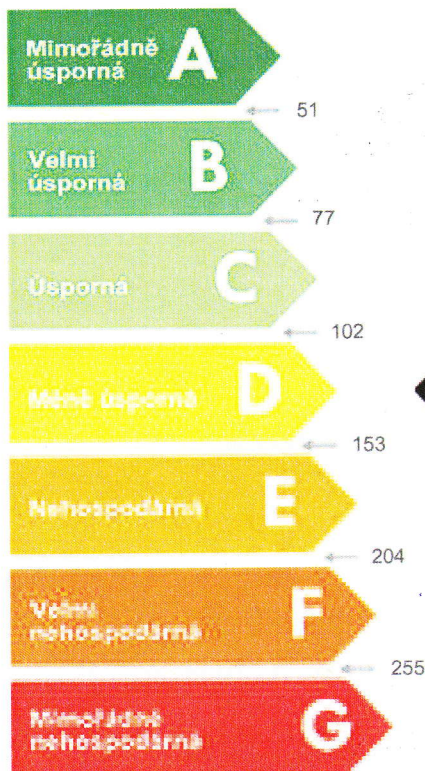 Mimořádně
úsporná
A
51
Velmi
úsporná
B
77
Úsporná
C
102
Méně úsporná
D
153
Nehospodárná
E
204
Velmi
nehospodárná
F
255
Mimořádně
nehospodárná
G